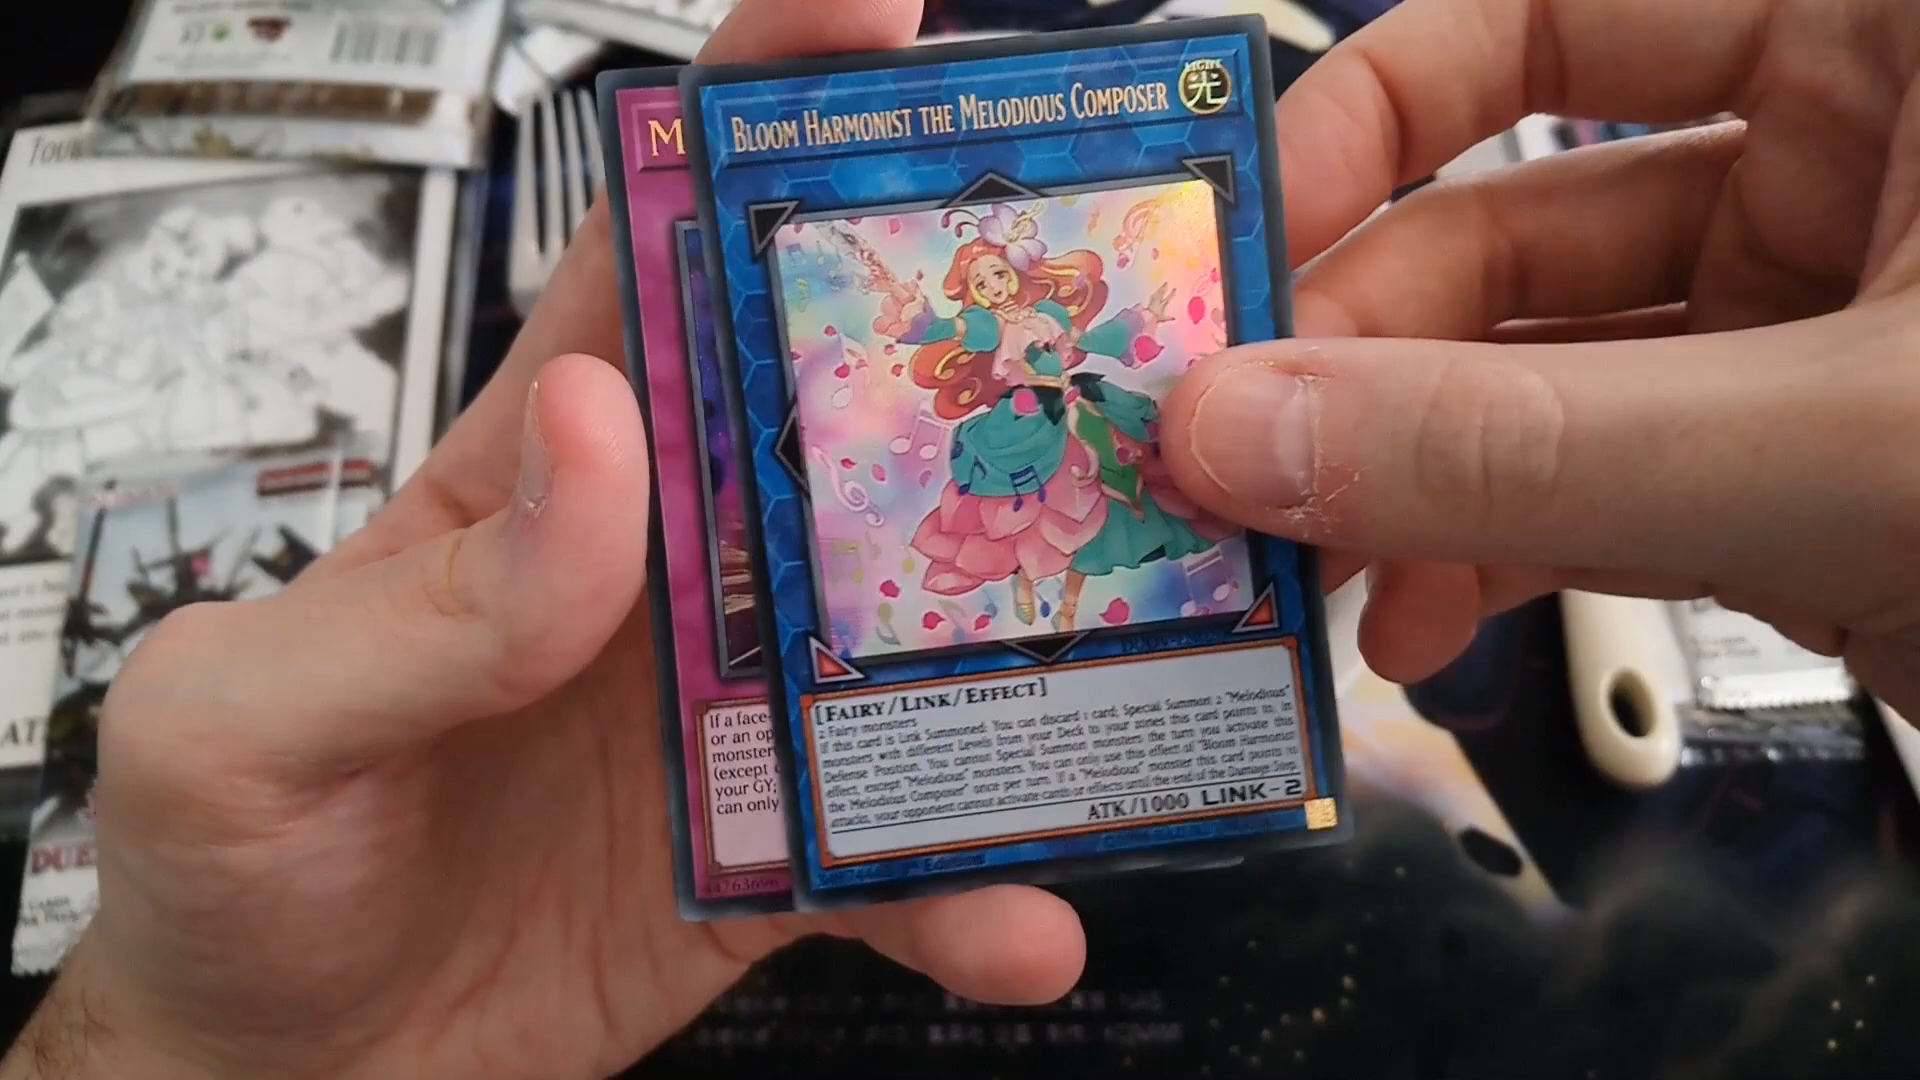 BLOOM HARMONIST THE MELODIOUS COMPOSER
LIGHT
光
M
[FAIRY/LINK/EFFECT]
2 Fairy monsters
If this card is Link Summoned: You can discard 1 card; Special Summon 2 "Melodious"
monsters with different Levels from your Deck to your zones this card points to, in
Defense Position. You cannot Special Summon monsters the turn you activate this
effect, except "Melodious" monsters. You can only use this effect of "Bloom Harmonist
the Melodious Composer" once per turn. If a "Melodious" monster this card points to
attacks, your opponent cannot activate cards or effects until the end of the Damage Step.
ATK/1000 LINK-2
1st Edition
If a face-
or an op
monster
(except
your GY;
can only
TOU
DUE
AT